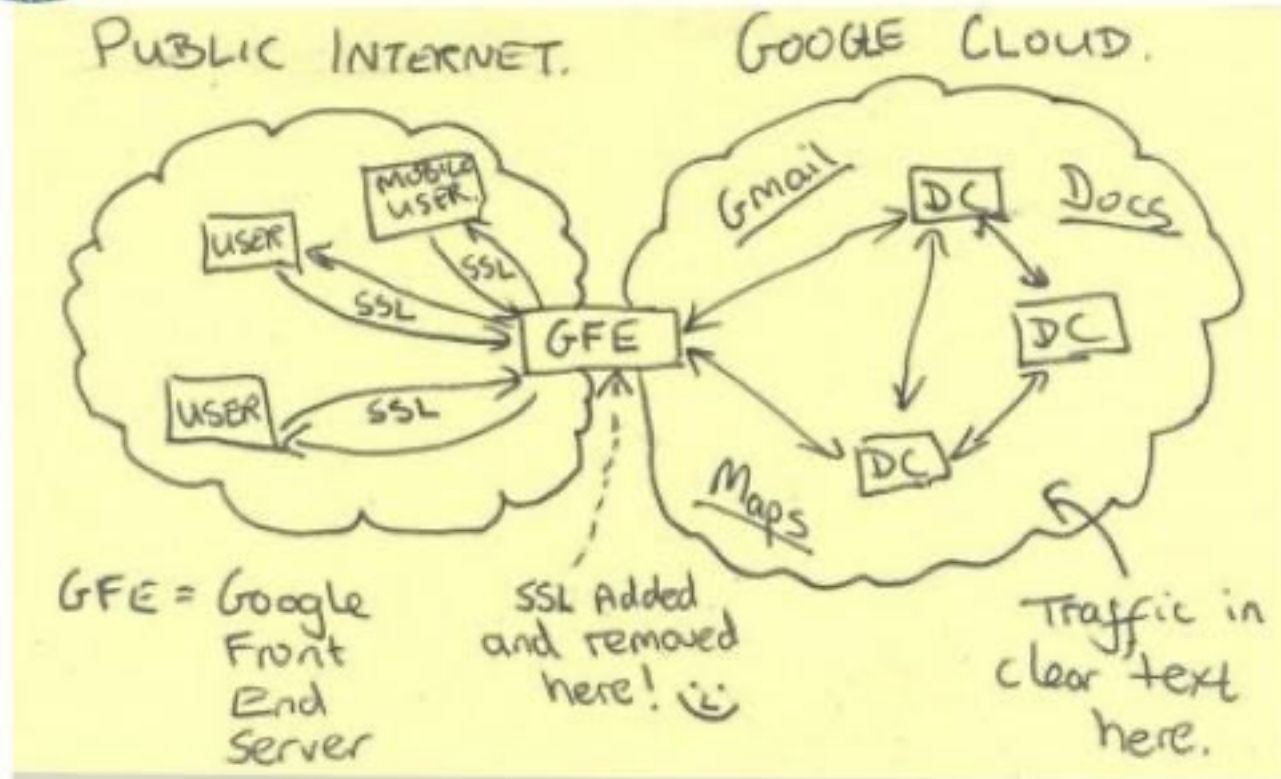 PUBLIC INTERNET.
GOOGLE CLOUD.
MOBILE
USER.
USER
SSL
SSL
USER
SSL
GFE
Gmail
DC
Docs
DC
DC
Maps
GFE = Google
Front
End
Server
SSL Added
and removed
here!
Traffic in
clear text
here.